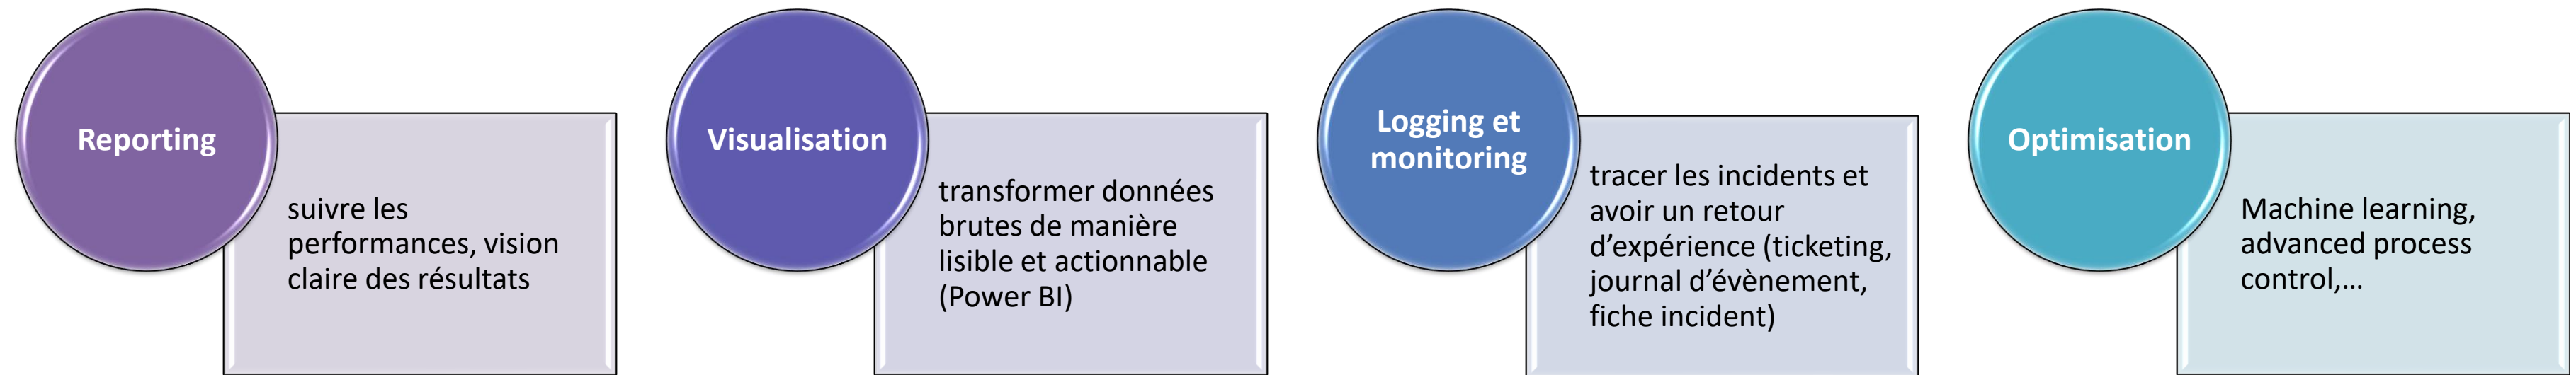 Reporting
suivre les
performances, vision
claire des résultats
Visualisation
transformer données
brutes de manière
lisible et actionnable
(Power BI)
Logging et
monitoring
tracer les incidents et
avoir un retour
d’expérience (ticketing,
journal d’évènement,
fiche incident)
Optimisation
Machine learning,
advanced process
control,...